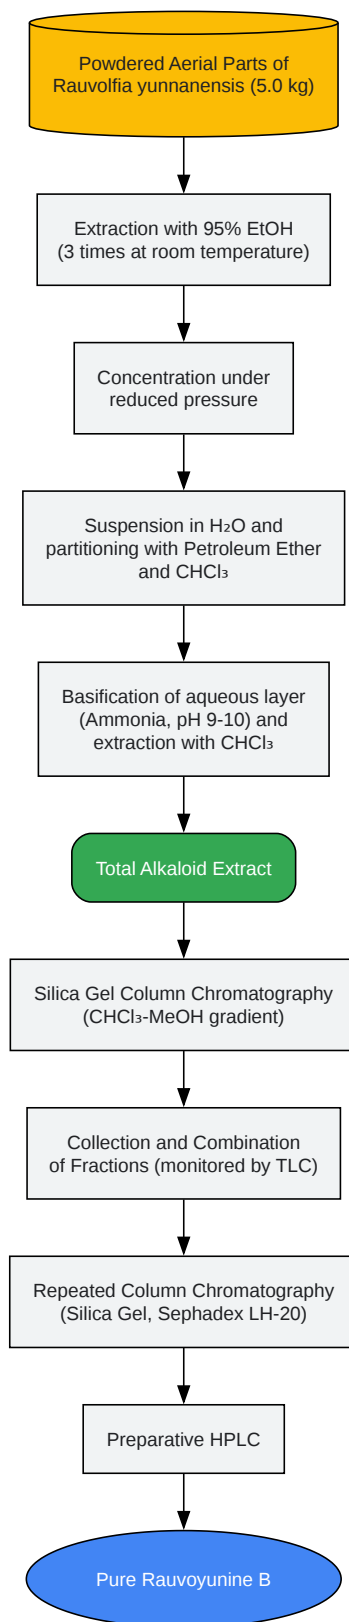 Powdered Aerial Parts of
Rauvolfia yunnanensis (5.0 kg)
Extraction with 95% EtOH
(3 times at room temperature)
Concentration under
reduced pressure
Suspension in H₂O and
partitioning with Petroleum Ether
and CHCl₃
Basification of aqueous layer
(Ammonia, pH 9-10) and
extraction with CHCl₃
Total Alkaloid Extract
Silica Gel Column Chromatography
(CHCl₃-MeOH gradient)
Collection and Combination
of Fractions (monitored by TLC)
Repeated Column Chromatography
(Silica Gel, Sephadex LH-20)
Preparative HPLC
Pure Rauvoyunine B